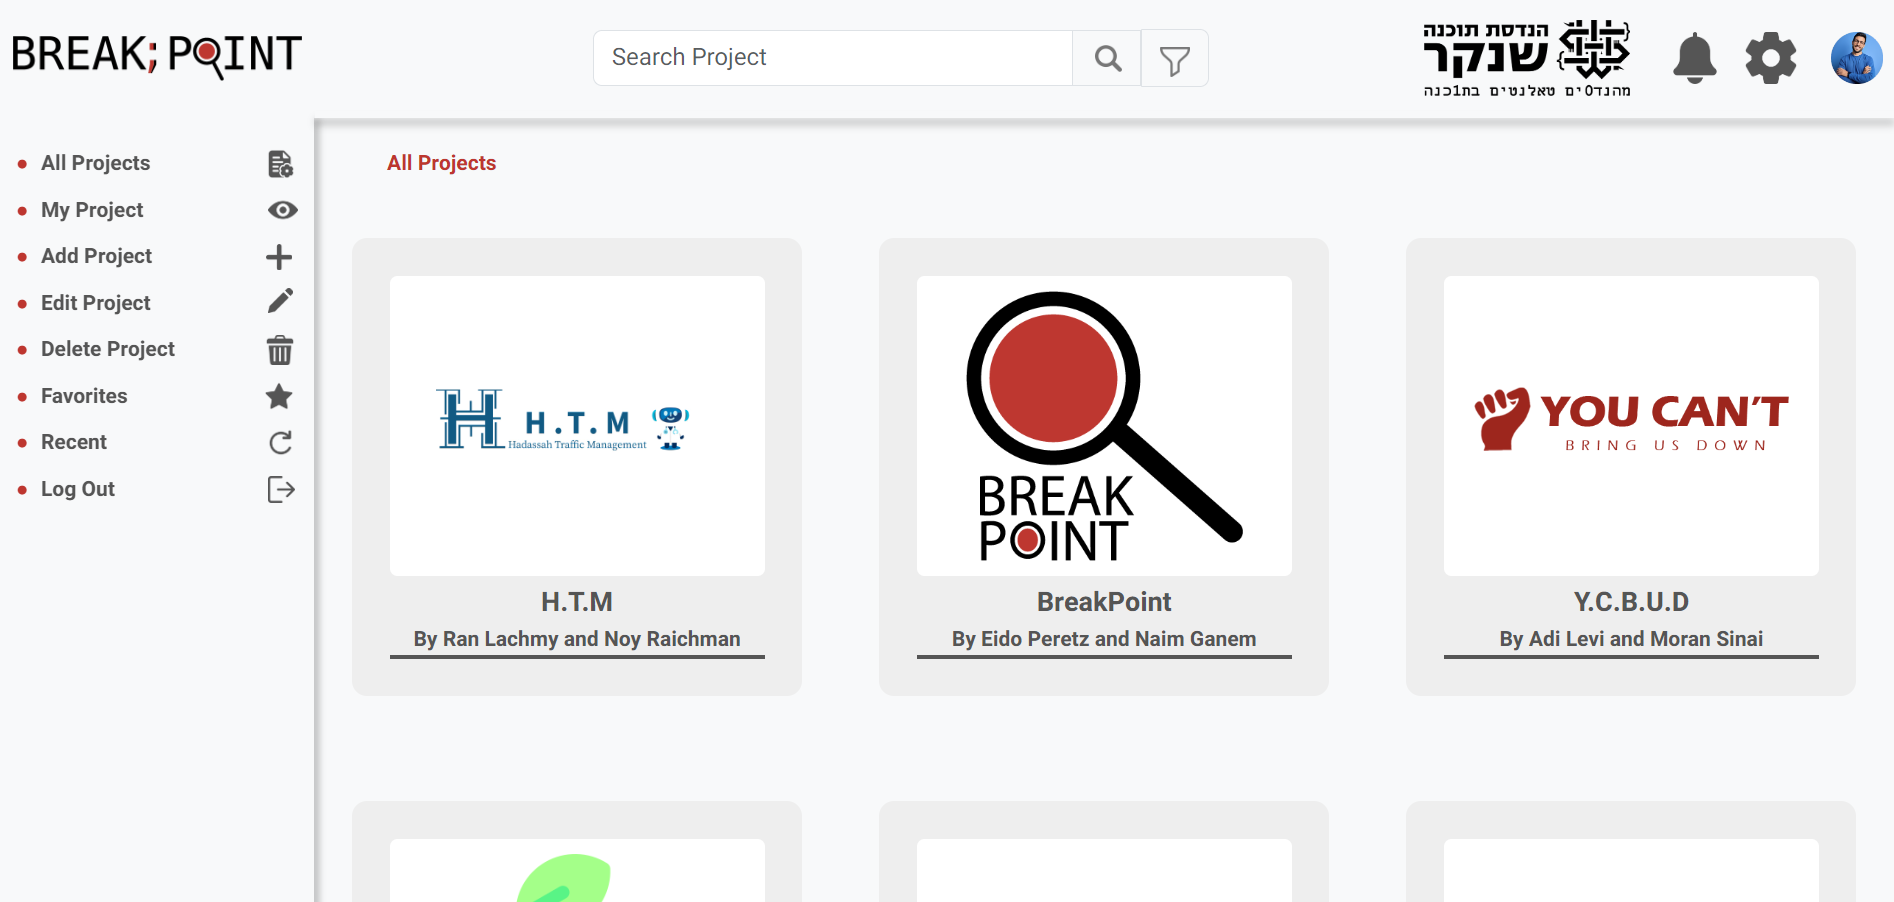 BREAK;POINT
Search Project
הנדסת תוכנה
שנקר
מהנד0ים טאלנטים בת1כנה
All Projects
My Project
Add Project
Edit Project
Delete Project
Favorites
Recent
Log Out
All Projects
H.T.M
Hadassah Traffic Management
H.T.M
By Ran Lachmy and Noy Raichman
BREAK
POINT
BreakPoint
By Eido Peretz and Naim Ganem
YOU CAN'T
BRING US DOWN
Y.C.B.U.D
By Adi Levi and Moran Sinai